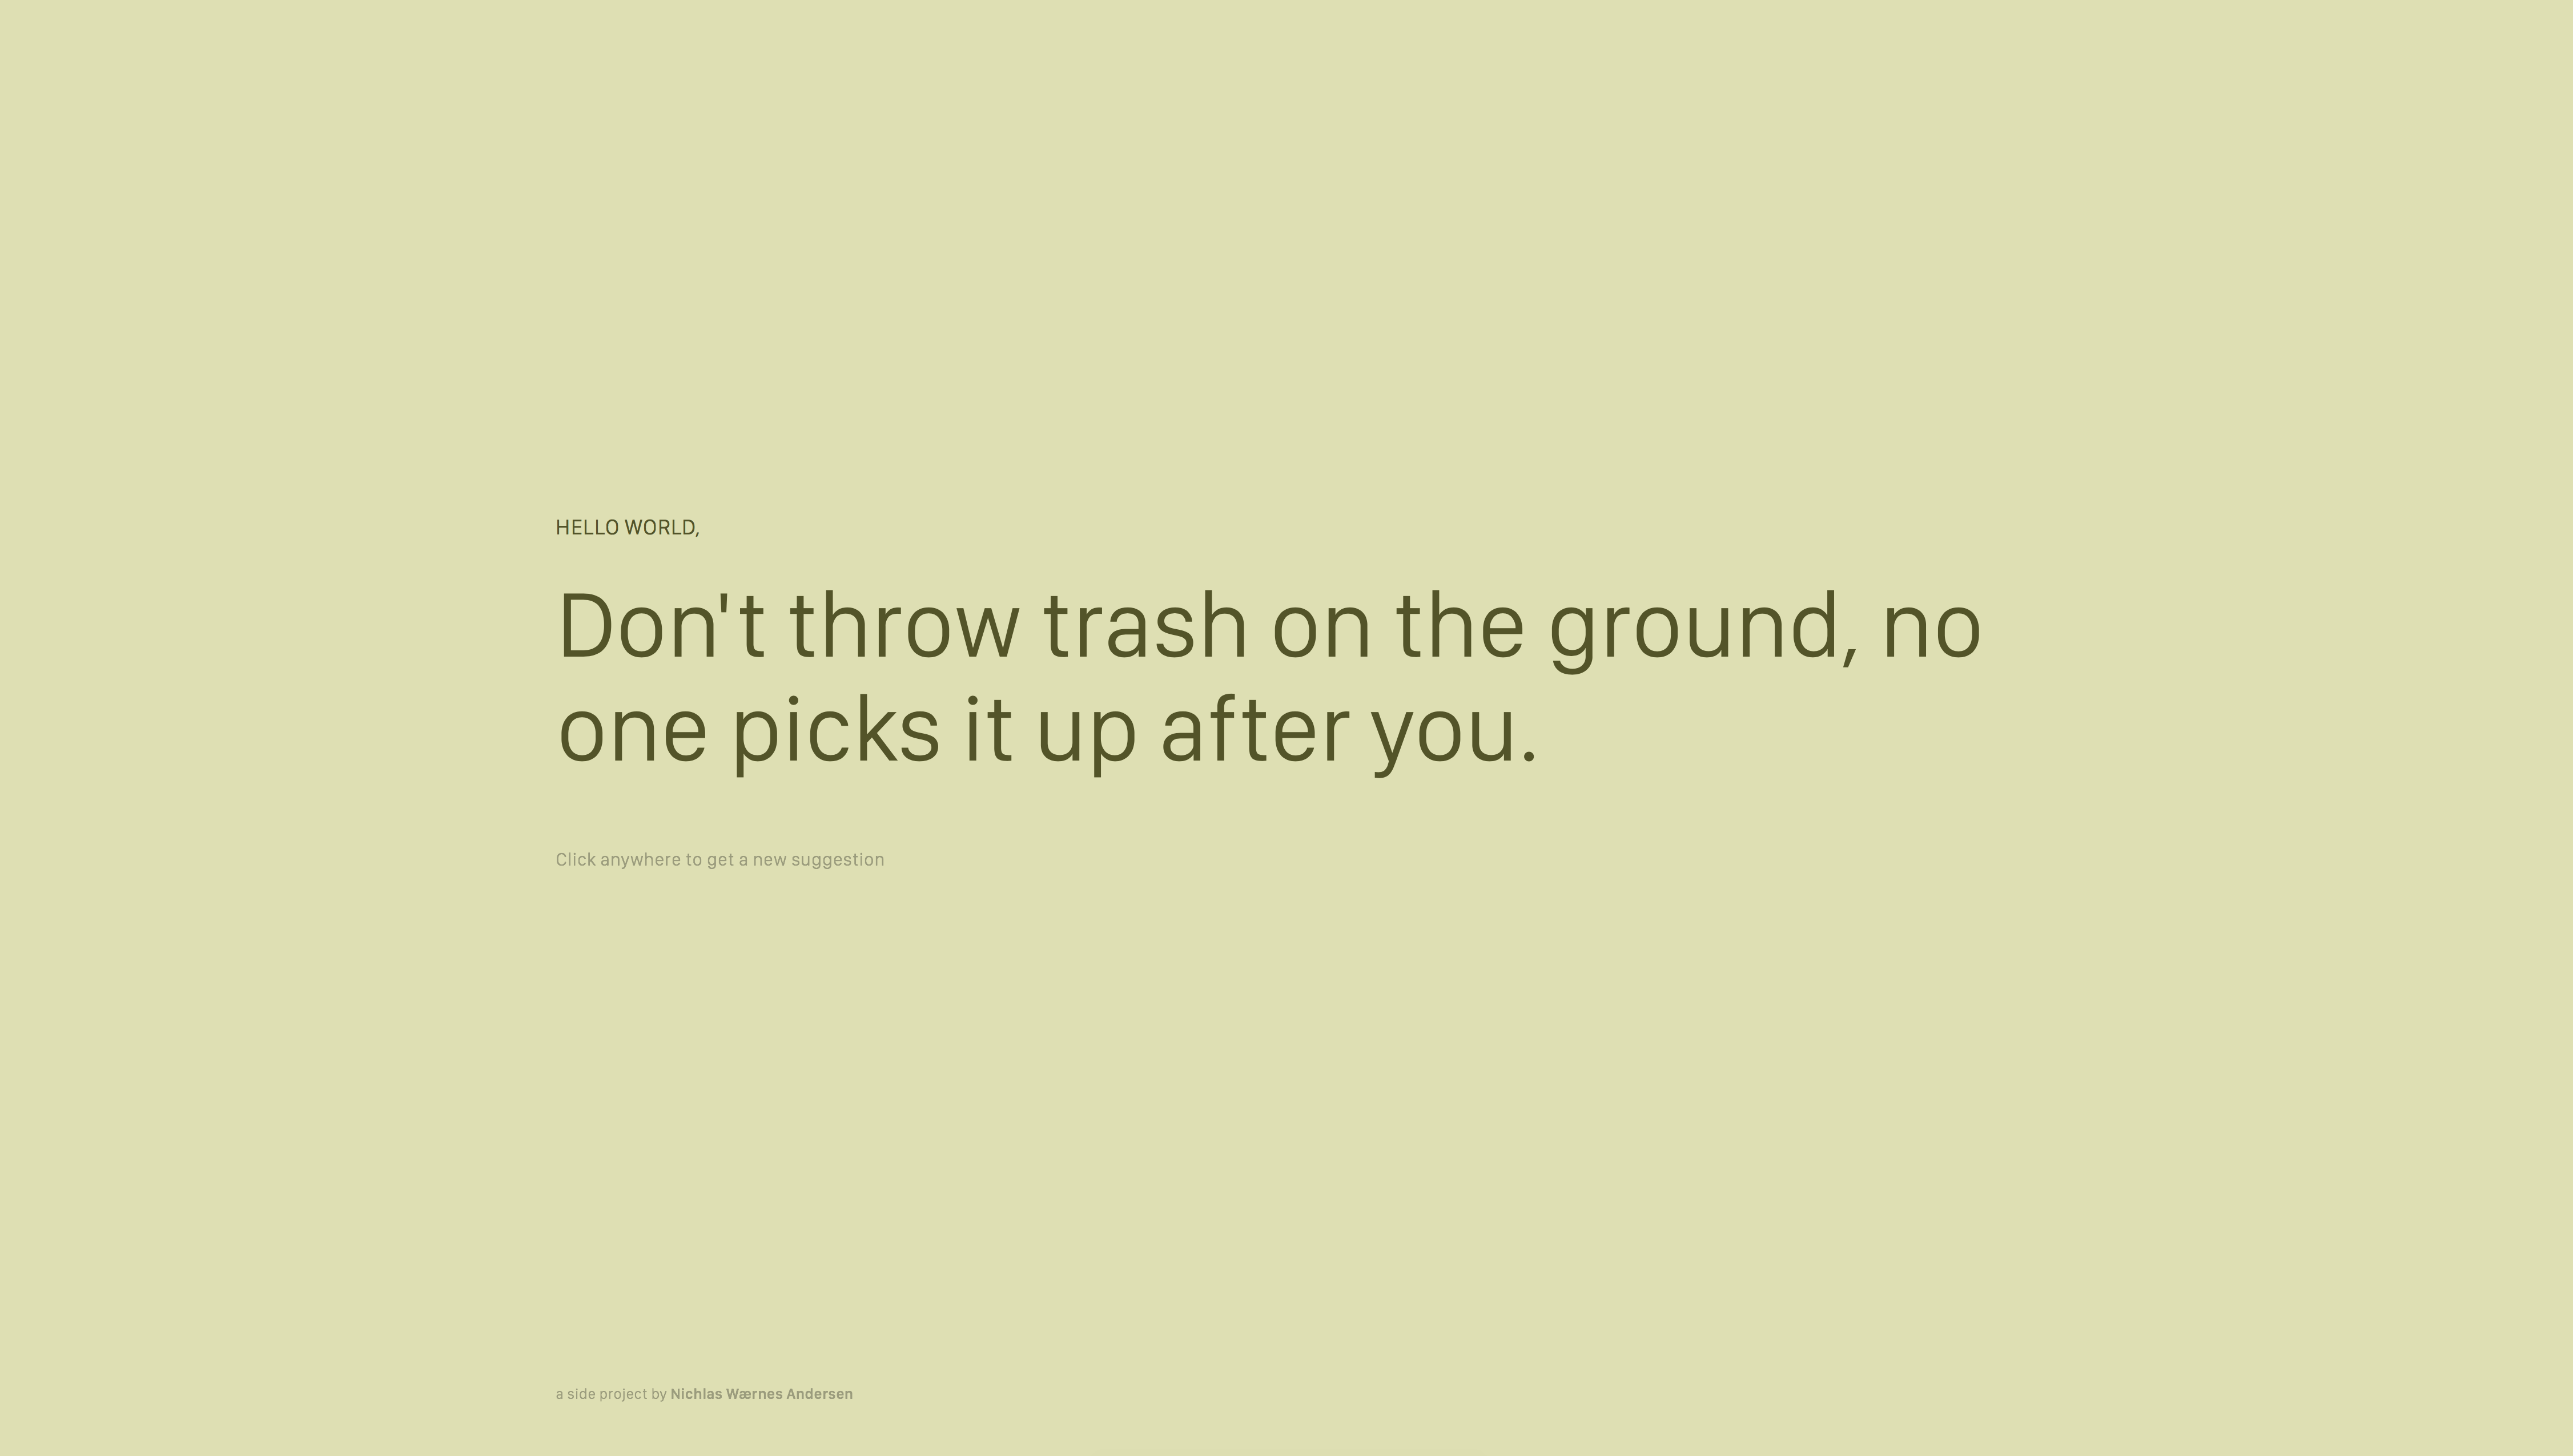 HELLO WORLD,
Don't throw trash on the ground, no
one picks it up after you.
Click anywhere to get a new suggestion
a side project by Nichlas Wærnes Andersen